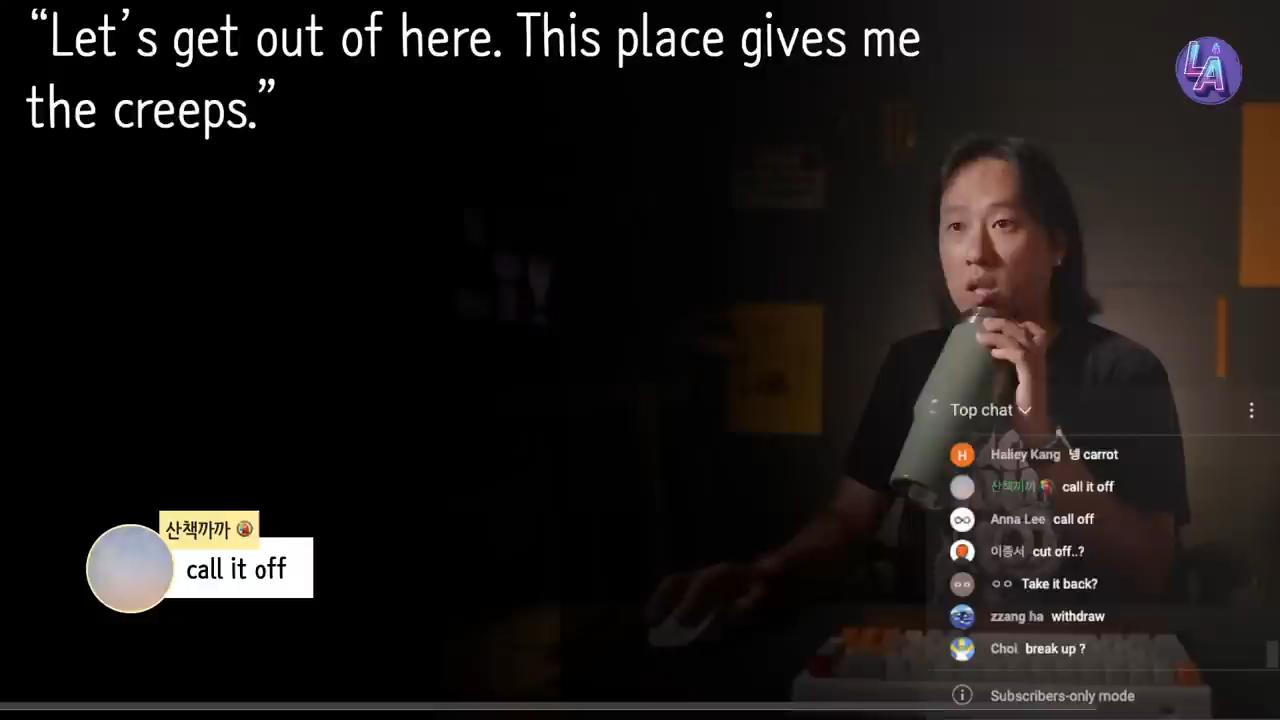 “Let’s get out of here. This place gives me
the creeps.”
LA
산책까까
call it off
Top chat
H Hailey Kang 넹 carrot
산책까까 call it off
Anna Lee call off
이종서 cut off..?
ㅇㅇ Take it back?
zzang ha withdraw
Choi break up ?
Subscribers-only mode